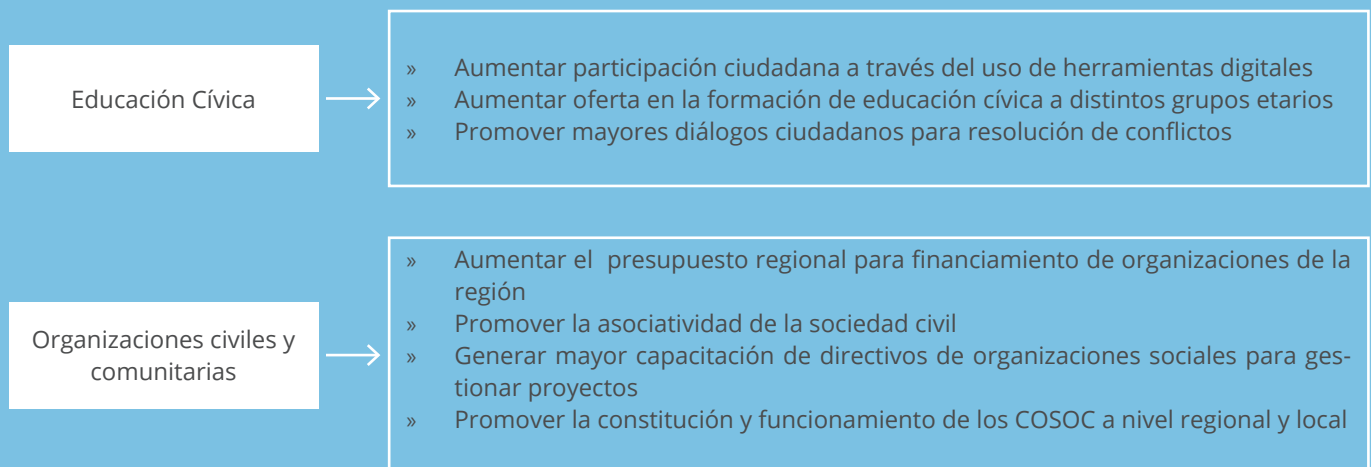 Educación Cívica
» Aumentar participación ciudadana a través del uso de herramientas digitales
» Aumentar oferta en la formación de educación cívica a distintos grupos etarios
» Promover mayores diálogos ciudadanos para resolución de conflictos
Organizaciones civiles y
comunitarias
» Aumentar el presupuesto regional para financiamiento de organizaciones de la
región
» Promover la asociatividad de la sociedad civil
» Generar mayor capacitación de directivos de organizaciones sociales para ges-
tionar proyectos
» Promover la constitución y funcionamiento de los COSOC a nivel regional y local